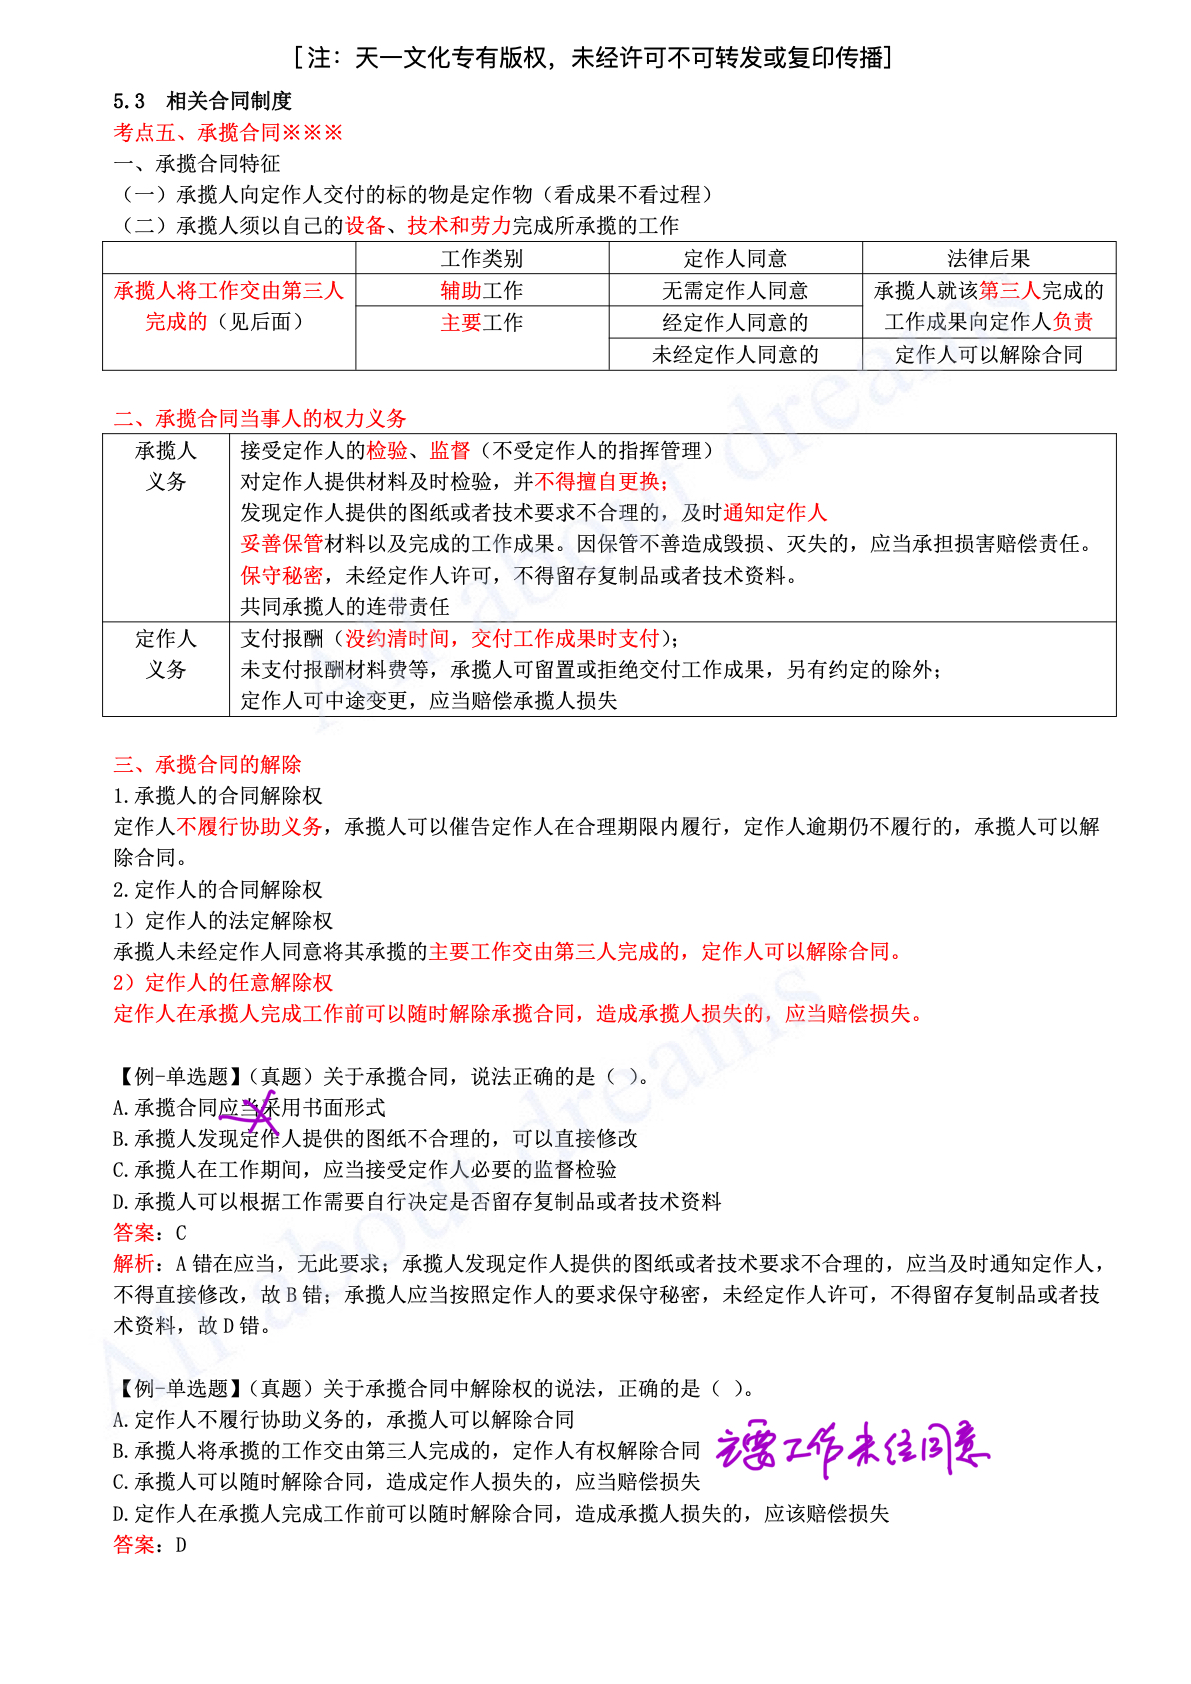 [注：天一文化专有版权，未经许可不可转发或复印传播]
5.3 相关合同制度
考点五、承揽合同※※※
一、承揽合同特征
（一）承揽人向定作人交付的标的物是定作物（看成果不看过程）
（二）承揽人须以自己的设备、技术和劳力完成所承揽的工作
工作类别 定作人同意 法律后果
承揽人将工作交由第三人 辅助工作 无需定作人同意 承揽人就该第三人完成的
完成的（见后面） 主要工作 经定作人同意的 工作成果向定作人负责
未经定作人同意的 定作人可以解除合同
二、承揽合同当事人的权力义务
承揽人 接受定作人的检验、监督（不受定作人的指挥管理）
义务 对定作人提供材料及时检验，并不得擅自更换；
发现定作人提供的图纸或者技术要求不合理的，及时通知定作人
妥善保管材料以及完成的工作成果。因保管不善造成毁损、灭失的，应当承担损害赔偿责任。
保守秘密，未经定作人许可，不得留存复制品或者技术资料。
共同承揽人的连带责任
定作人 支付报酬（没约清时间，交付工作成果时支付）；
义务 未支付报酬材料费等，承揽人可留置或拒绝交付工作成果，另有约定的除外；
定作人可中途变更，应当赔偿承揽人损失
三、承揽合同的解除
1.承揽人的合同解除权
定作人不履行协助义务，承揽人可以催告定作人在合理期限内履行，定作人逾期仍不履行的，承揽人可以解
除合同。
2.定作人的合同解除权
1）定作人的法定解除权
承揽人未经定作人同意将其承揽的主要工作交由第三人完成的，定作人可以解除合同。
2）定作人的任意解除权
定作人在承揽人完成工作前可以随时解除承揽合同，造成承揽人损失的，应当赔偿损失。
【例-单选题】（真题）关于承揽合同，说法正确的是（ ）。
A.承揽合同应当采用书面形式
B.承揽人发现定作人提供的图纸不合理的，可以直接修改
C.承揽人在工作期间，应当接受定作人必要的监督检验
D.承揽人可以根据工作需要自行决定是否留存复制品或者技术资料
答案：C
解析：A 错在应当，无此要求；承揽人发现定作人提供的图纸或者技术要求不合理的，应当及时通知定作人，
不得直接修改，故 B 错；承揽人应当按照定作人的要求保守秘密，未经定作人许可，不得留存复制品或者技
术资料，故 D 错。
【例-单选题】（真题）关于承揽合同中解除权的说法，正确的是（ ）。
A.定作人不履行协助义务的，承揽人可以解除合同
B.承揽人将承揽的工作交由第三人完成的，定作人有权解除合同 主要工作未经同意
C.承揽人可以随时解除合同，造成定作人损失的，应当赔偿损失
D.定作人在承揽人完成工作前可以随时解除合同，造成承揽人损失的，应该赔偿损失
答案：D
All about dreams
All about dreams